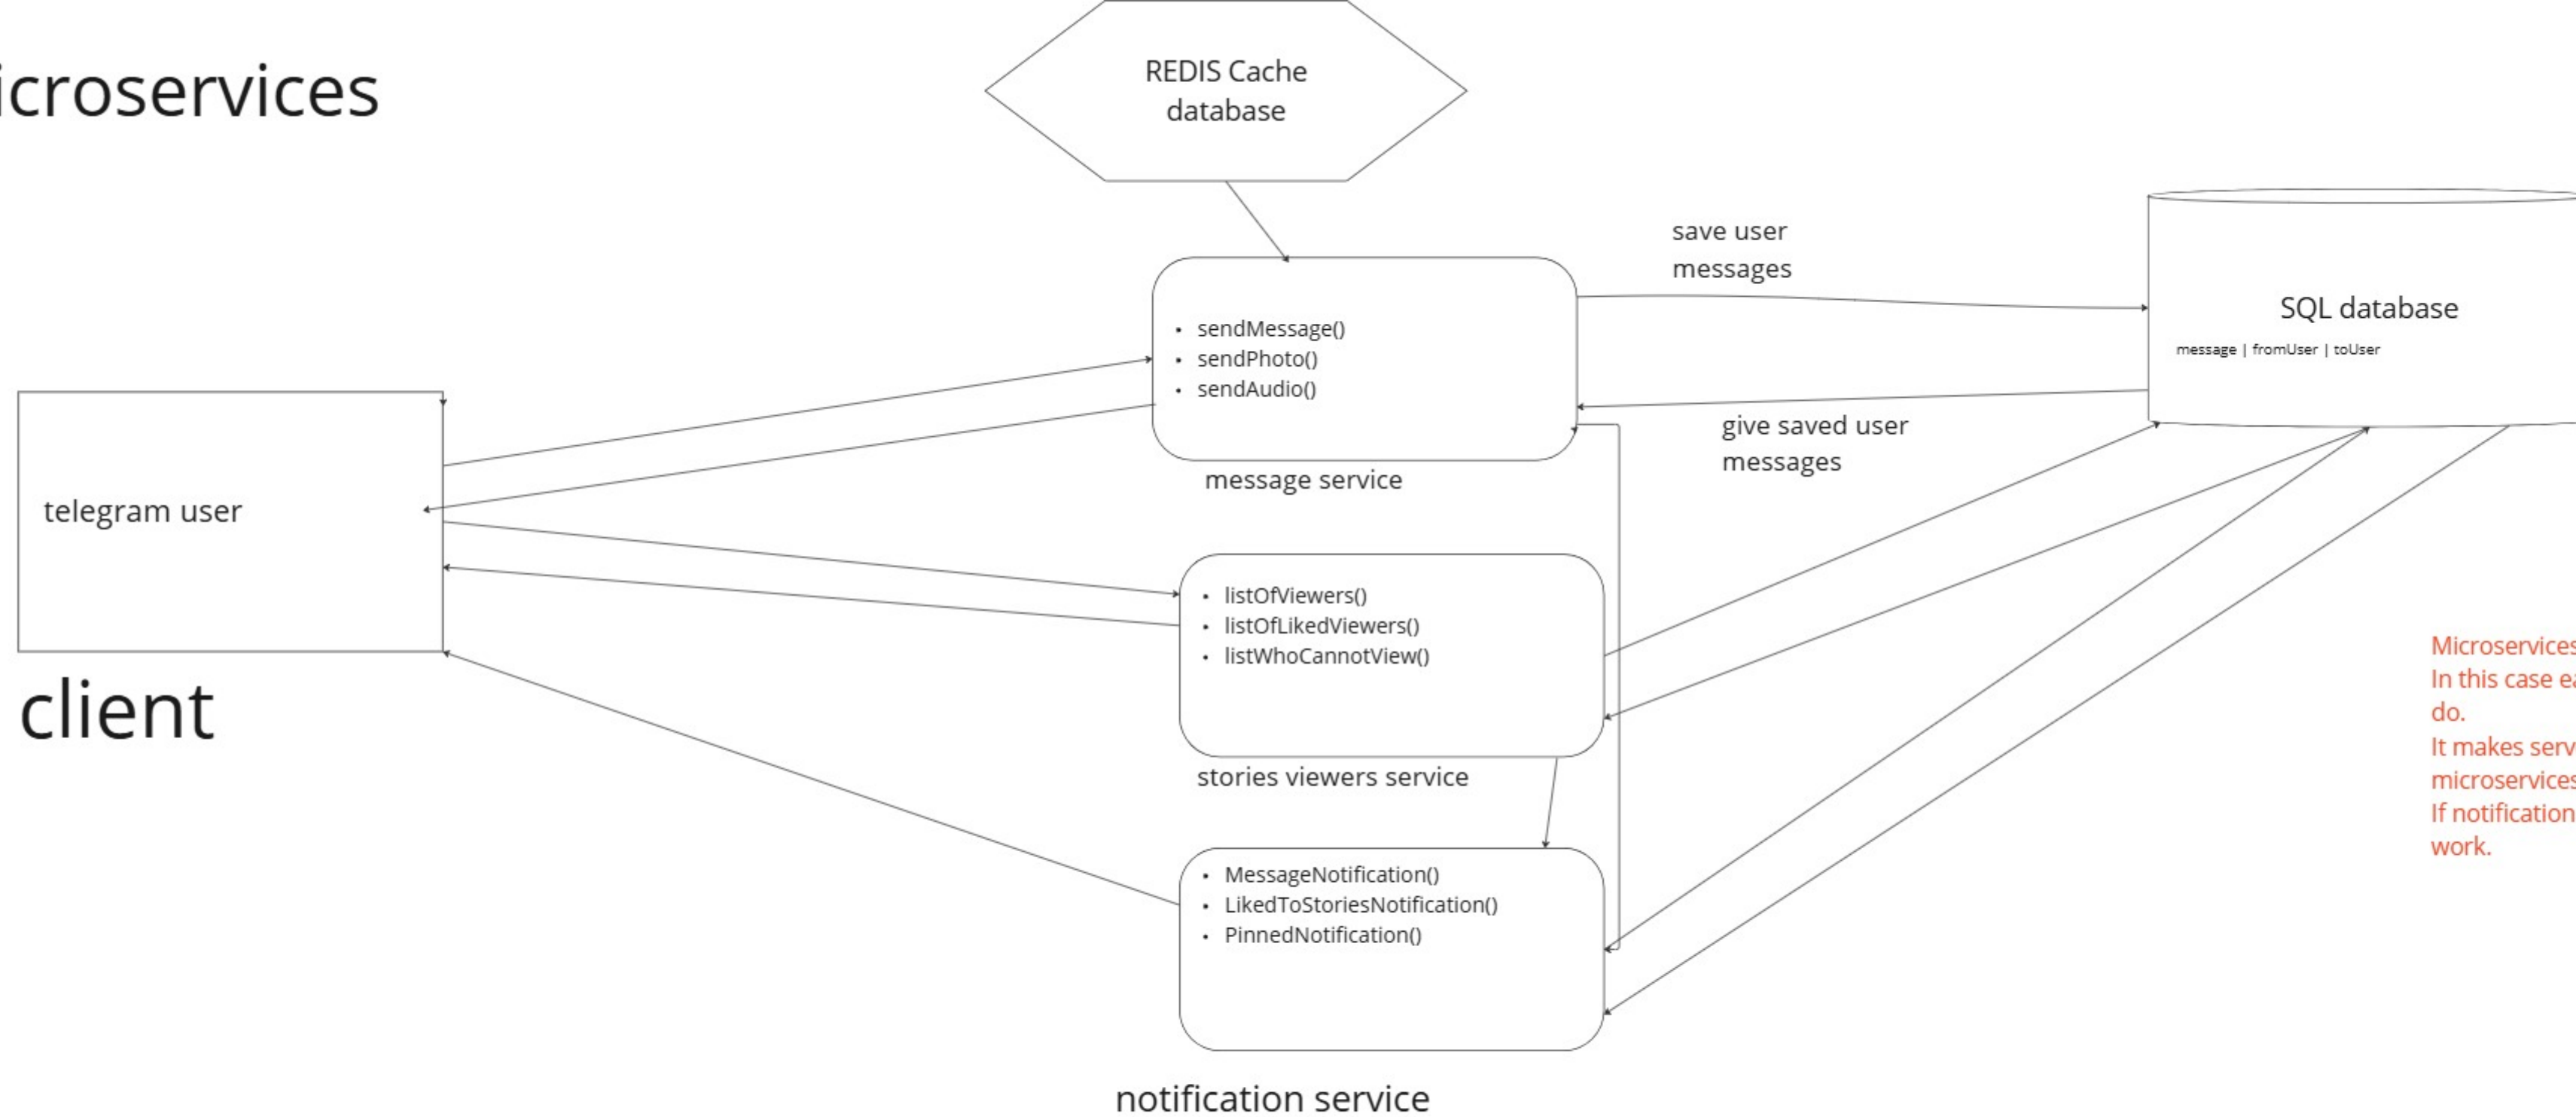 icroservices
REDIS Cache
database
save user
messages
SQL database
message | fromUser | toUser
• sendMessage()
• sendPhoto()
• sendAudio()
message service
give saved user
messages
telegram user
client
• listOfViewers()
• listOfLikedViewers()
• listWhoCannotView()
stories viewers service
• MessageNotification()
• LikedToStoriesNotification()
• PinnedNotification()
notification service
Microservices
In this case ea
do.
It makes serv
microservices
If notification
work.